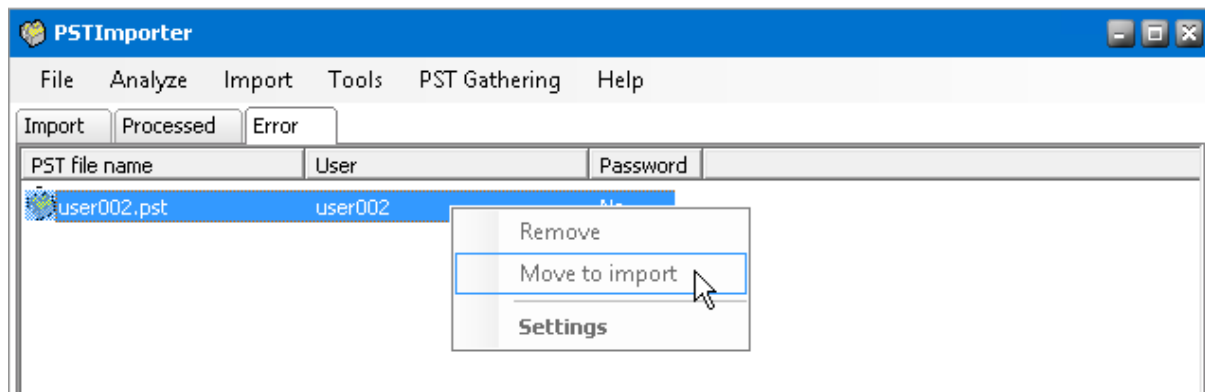 PSTImporter
File Analyze Import Tools PST Gathering Help
Import Processed Error
PST file name User Password
user002.pst user002 No
Remove
Move to import
Settings